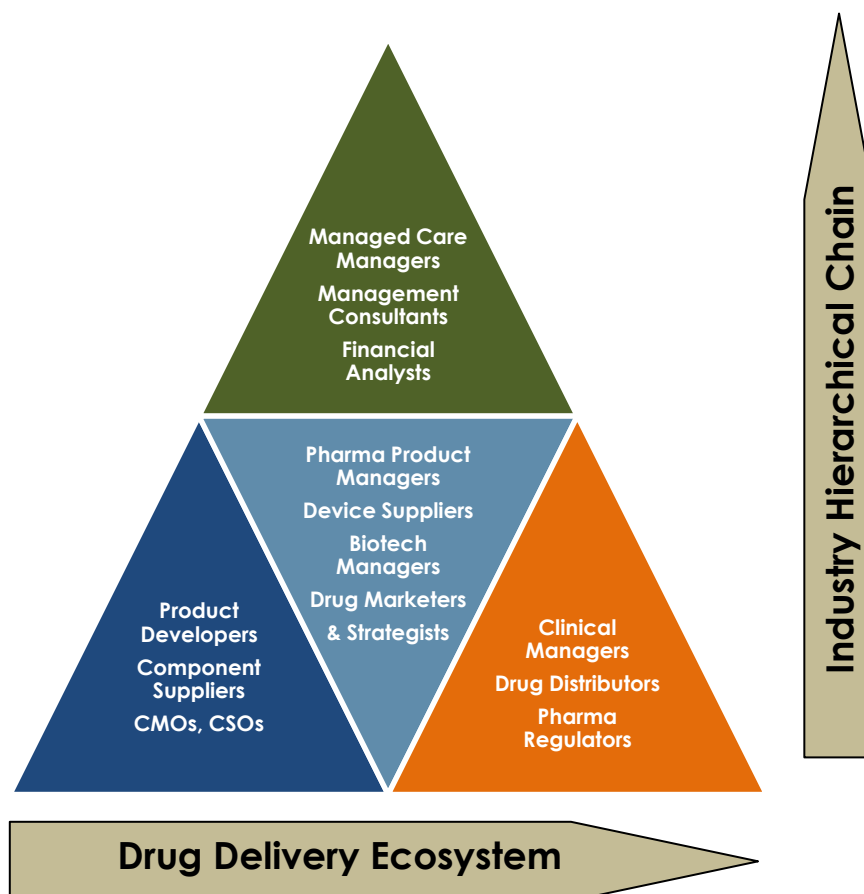 Managed Care
Managers
Management
Consultants
Financial
Analysts
Pharma Product
Managers
Device Suppliers
Biotech
Managers
Drug Marketers
& Strategists
Product
Developers
Component
Suppliers
CMOs, CSOs
Clinical
Managers
Drug Distributors
Pharma
Regulators
Industry Hierarchical Chain
Drug Delivery Ecosystem